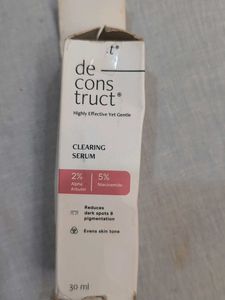 t®
de
cons
truct®
Highly Effective Yet Gentle
CLEARING
SERUM
2% 5%
Alpha Niacinamide
Arbutin
Reduces
dark spots &
pigmentation
Evens skin tone
30 ml